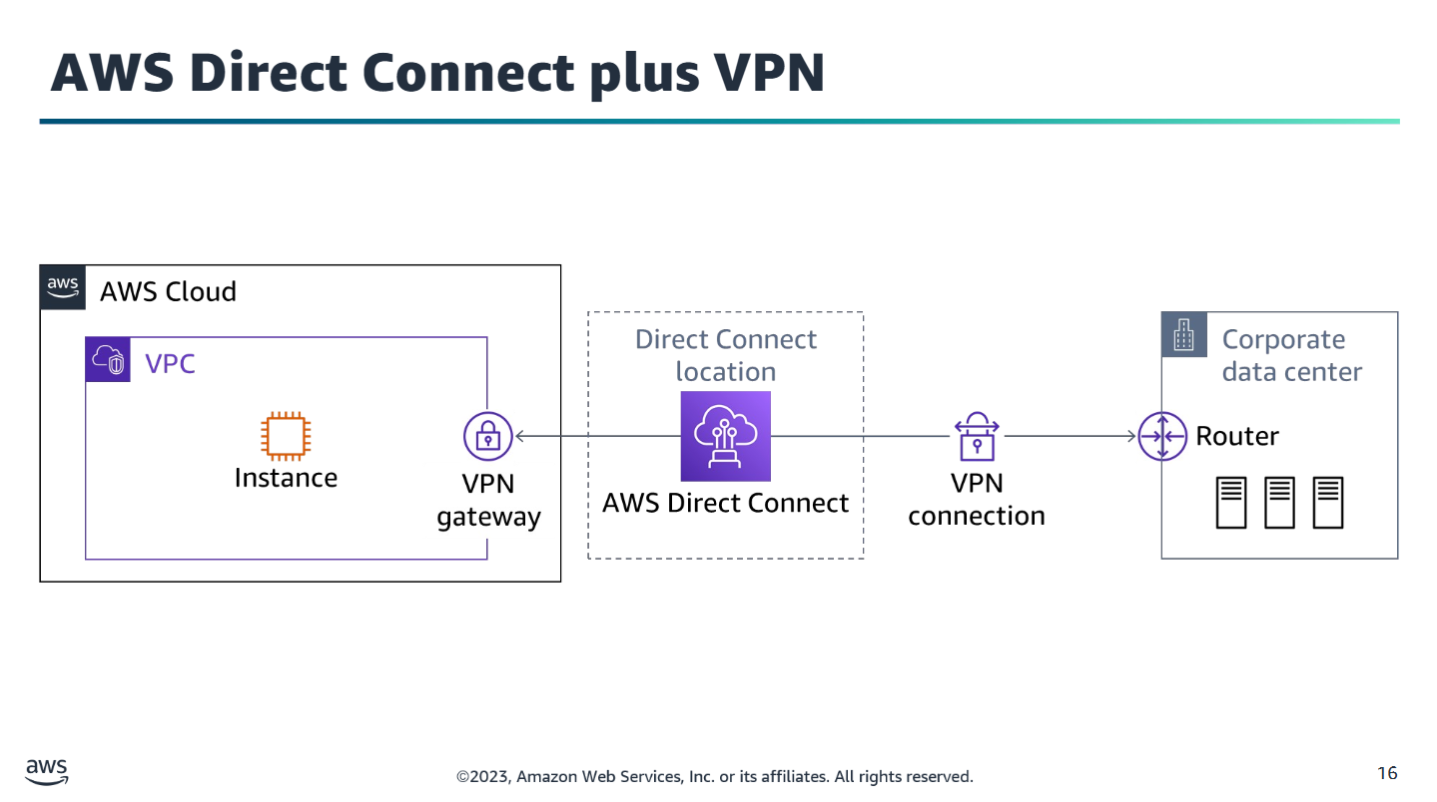 AWS Direct Connect plus VPN
aws
AWS Cloud
VPC
Instance
VPN
gateway
Direct Connect
location
AWS Direct Connect
VPN
connection
Corporate
data center
Router
aws
©2023, Amazon Web Services, Inc. or its affiliates. All rights reserved.
16